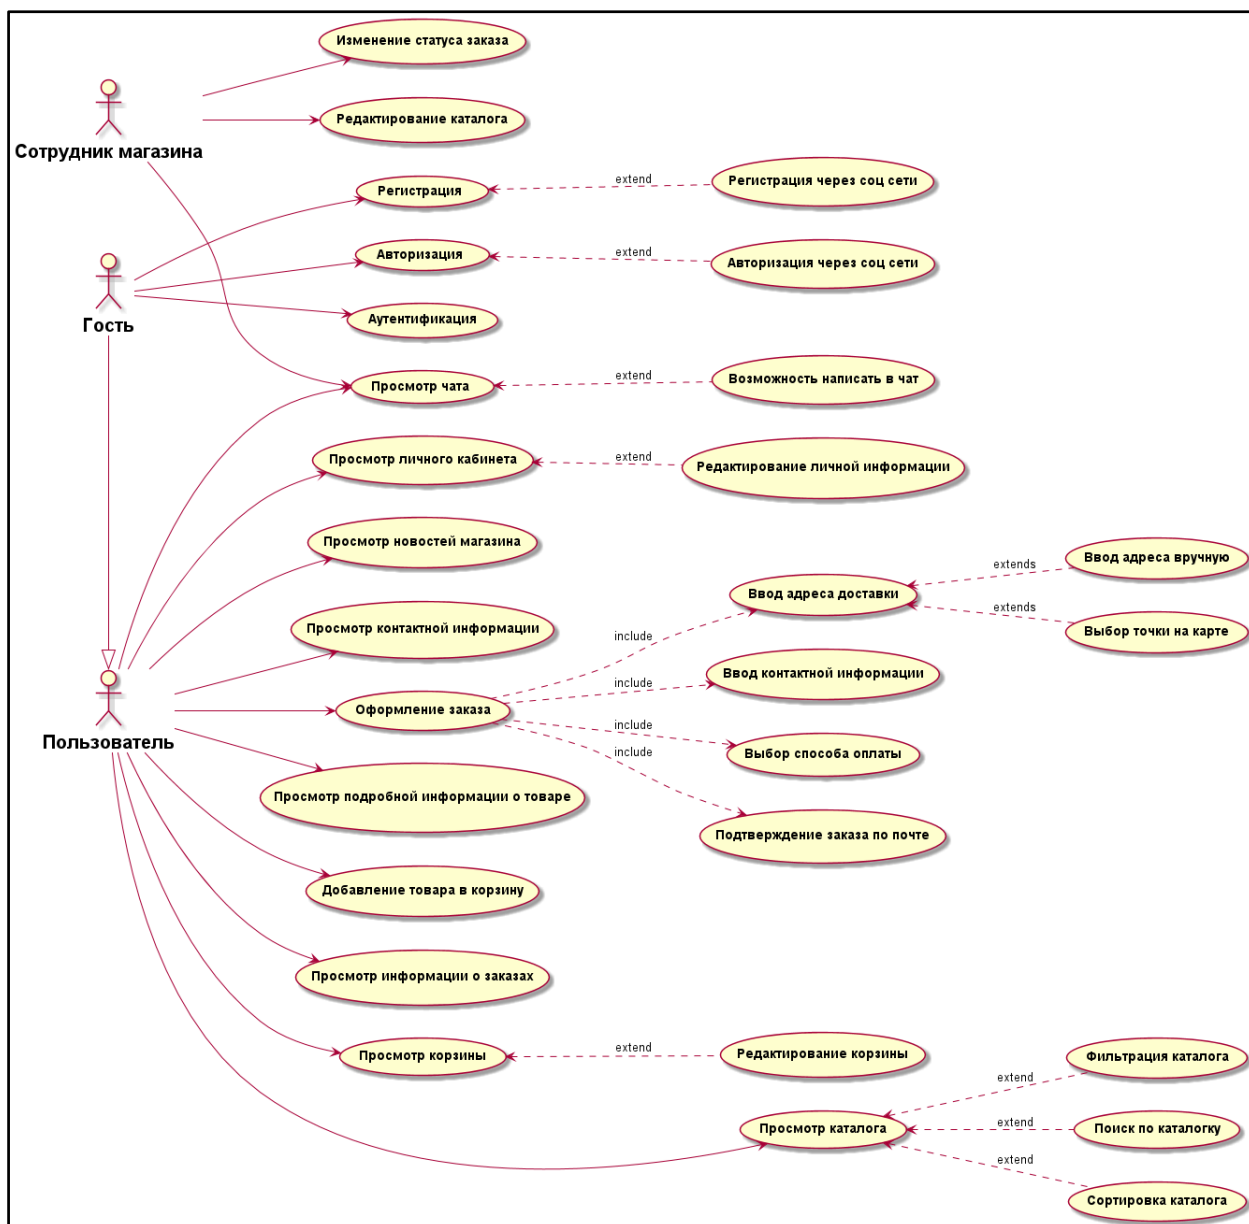 Изменение статуса заказа
Редактирование каталога
Сотрудник магазина
Регистрация
extend
Регистрация через соц сети
Авторизация
extend
Авторизация через соц сети
Аутентификация
Гость
Просмотр чата
extend
Возможность написать в чат
Просмотр личного кабинета
extend
Редактирование личной информации
Просмотр новостей магазина
Просмотр контактной информации
Оформление заказа
Пользователь
include
Ввод адреса доставки
extends
Ввод адреса вручную
extends
Выбор точки на карте
include
Ввод контактной информации
include
Выбор способа оплаты
include
Подтверждение заказа по почте
Просмотр подробной информации о товаре
Добавление товара в корзину
Просмотр информации о заказах
Просмотр корзины
extend
Редактирование корзины
Просмотр каталога
extend
Фильтрация каталога
extend
Поиск по каталогку
extend
Сортировка каталога